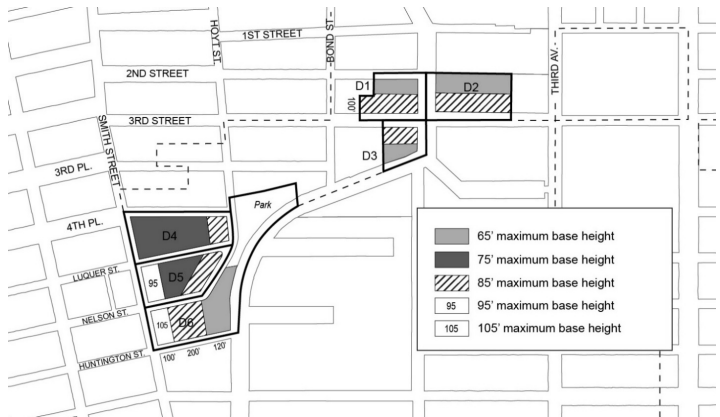 1ST STREET
HOYT ST.
BOND ST.
2ND STREET
THIRD AV.
D1
D2
100'
3RD STREET
SMITH STREET
D3
3RD PL.
Park
4TH PL.
D4
65' maximum base height
75' maximum base height
85' maximum base height
95 95' maximum base height
105 105' maximum base height
LUQUER ST.
95
D5
NELSON ST.
105
D6
HUNTINGTON ST.
100' 200' 120'